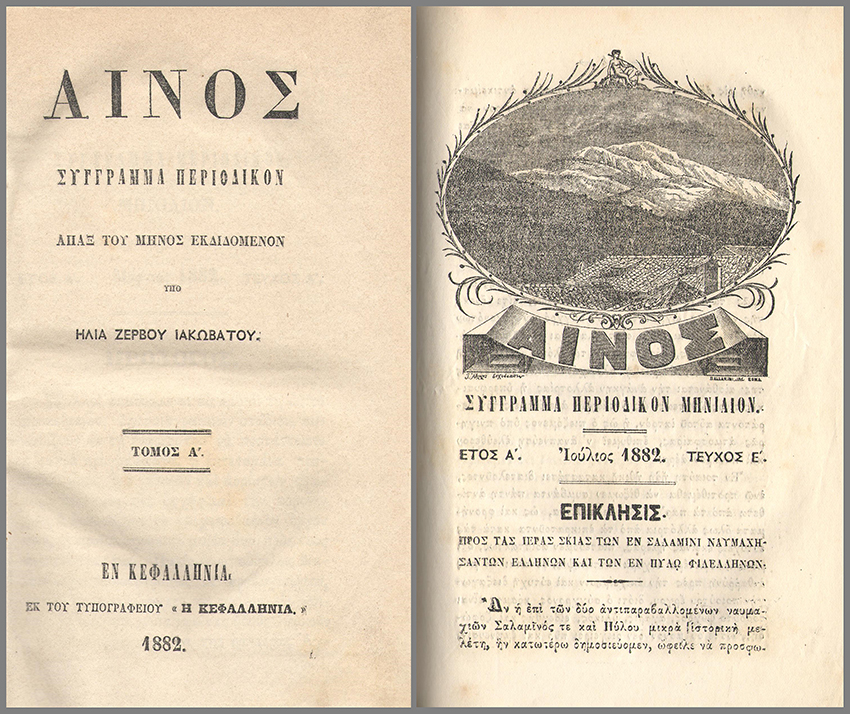 ΑΙΝΟΣ
ΣΥΓΓΡΑΜΜΑ ΠΕΡΙΟΔΙΚΟΝ
ΑΠΑΞ ΤΟΥ ΜΗΝΟΣ ΕΚΔΙΔΟΜΕΝΟΝ
ΥΠΟ
ΗΛΙΑ ΖΕΡΒΟΥ ΙΑΚΩΒΑΤΟΥ.
ΤΟΜΟΣ Α΄.
ΕΝ ΚΕΦΑΛΛΗΝΙΑ,
ΕΚ ΤΟΥ ΤΥΠΟΓΡΑΦΕΙΟΥ « Η ΚΕΦΑΛΛΗΝΙΑ. »
1882.
ΑΙΝΟΣ
ΣΥΓΓΡΑΜΜΑ ΠΕΡΙΟΔΙΚΟΝ ΜΗΝΙΑΙΟΝ.
ΕΤΟΣ Α΄. Ἰούλιος 1882. ΤΕΥΧΟΣ Ε΄.
ΕΠΙΚΛΗΣΙΣ.
ΠΡΟΣ ΤΑΣ ΙΕΡΑΣ ΣΚΙΑΣ ΤΩΝ ΕΝ ΣΑΛΑΜΙΝΙ ΝΑΥΜΑΧΗ-
ΣΑΝΤΩΝ ΕΛΛΗΝΩΝ ΚΑΙ ΤΩΝ ΕΝ ΠΥΛΩ ΦΙΛΕΛΛΗΝΩΝ.
Ὢν ἡ ἐπὶ τῶν δύο ἀντιπαραβαλλομένων ναυμα-
χιῶν Σαλαμῖνός τε καὶ Πύλου μικρὰ ἱστορικὴ με-
λέτη, ἣν κατωτέρω δημοσιεύομεν, ὤφειλε νὰ προσφω-